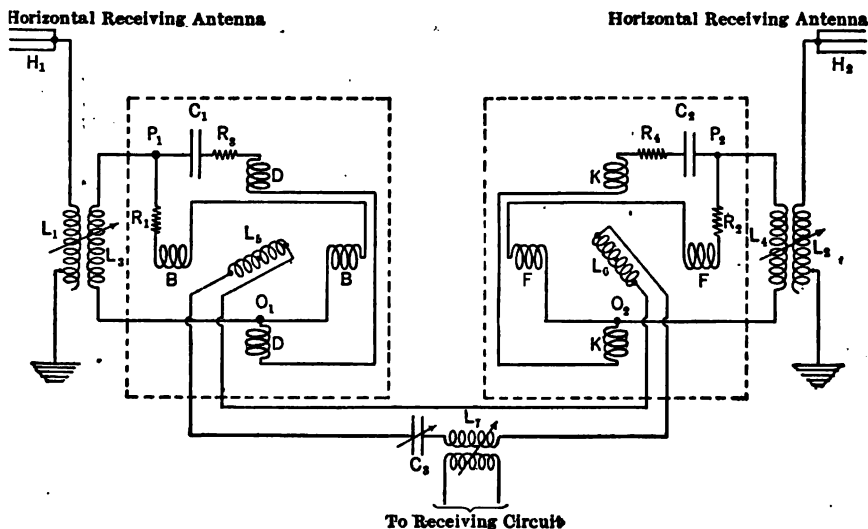 Horizontal Receiving Antenna
Horizontal Receiving Antenna
H₁
H₂
C₁
C₂
P₁
R₃
R₄
P₂
D
K
L₁
R₁
L₅
R₂
L₄
L₃
L₆
L₂
B
B
F
F
O₁
O₂
D
K
L₇
C₃
To Receiving Circuit